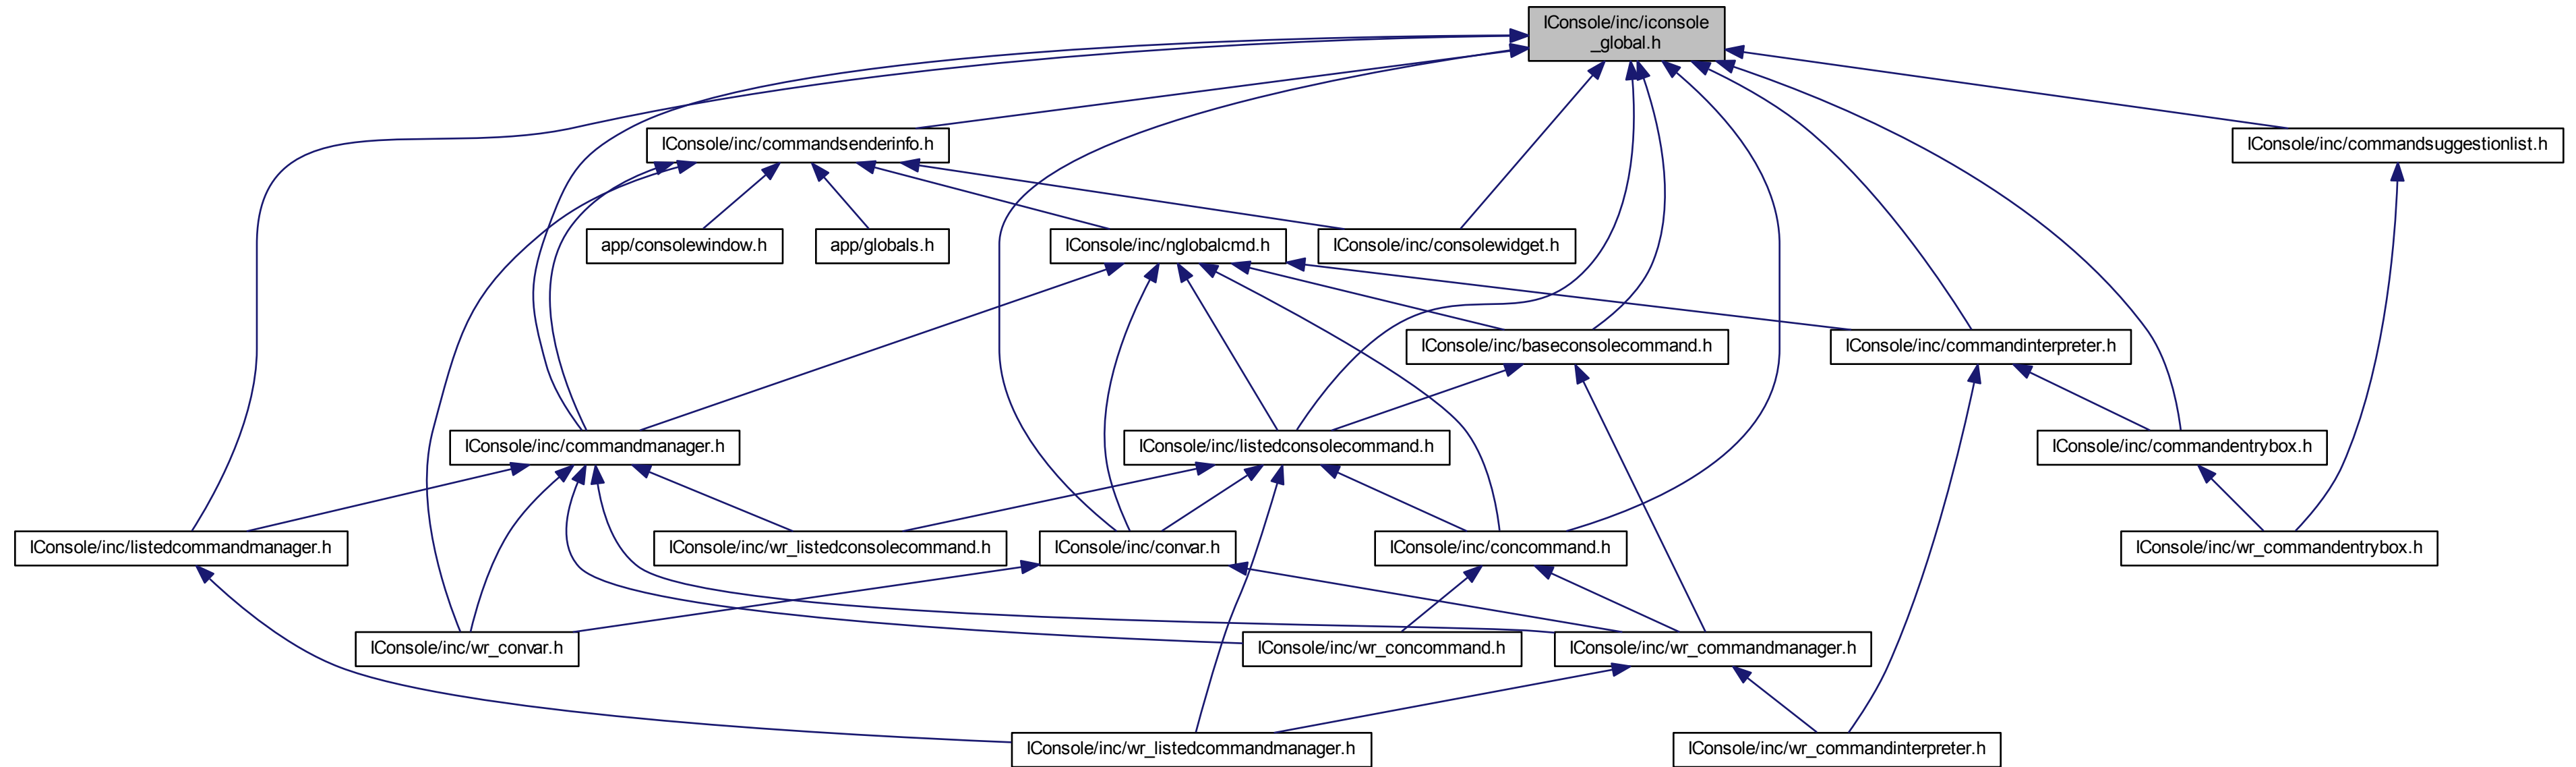 IConsole/inc/iconsole
_global.h
IConsole/inc/commandsenderinfo.h
IConsole/inc/commandsuggestionlist.h
app/consolewindow.h
app/globals.h
IConsole/inc/nglobalcmd.h
IConsole/inc/consolewidget.h
IConsole/inc/baseconsolecommand.h
IConsole/inc/commandinterpreter.h
IConsole/inc/commandmanager.h
IConsole/inc/listedconsolecommand.h
IConsole/inc/commandentrybox.h
IConsole/inc/listedcommandmanager.h
IConsole/inc/wr_listedconsolecommand.h
IConsole/inc/convar.h
IConsole/inc/concommand.h
IConsole/inc/wr_commandentrybox.h
IConsole/inc/wr_convar.h
IConsole/inc/wr_concommand.h
IConsole/inc/wr_commandmanager.h
IConsole/inc/wr_listedcommandmanager.h
IConsole/inc/wr_commandinterpreter.h